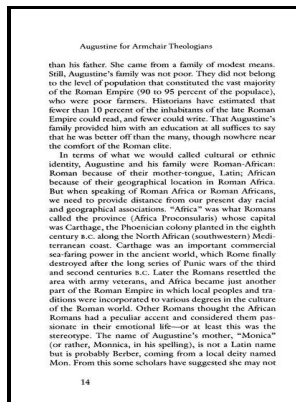 Augustine for Armchair Theologians
than his father. She came from a family of modest means.
Still, Augustine's family was not poor. They did not belong
to the level of population that constituted the vast majority
of the Roman Empire (90 to 95 percent of the populace),
who were poor farmers. Historians have estimated that
fewer than 10 percent of the inhabitants of the late Roman
Empire could read, and fewer could write. That Augustine's
family provided him with an education at all suffices to say
that he was better off than the many, though nowhere near
the comfort of the Roman elite.
In terms of what we would called cultural or ethnic
identity, Augustine and his family were Roman-African:
Roman because of their mother-tongue, Latin; African
because of their geographical location in Roman Africa.
But when speaking of Roman Africa or Roman Africans,
we need to provide distance from our present day racial
and geographical associations. "Africa" was what Romans
called the province (Africa Proconsularis) whose capital
was Carthage, the Phoenician colony planted in the eighth
century B.C. along the North African (southwestern) Medi-
terranean coast. Carthage was an important commercial
sea-faring power in the ancient world, which Rome finally
destroyed after the long series of Punic wars of the third
and second centuries B.C. Later the Romans resettled the
area with army veterans, and Africa became just another
part of the Roman Empire in which local peoples and tra-
ditions were incorporated to various degrees in the culture
of the Roman world. Other Romans thought the African
Romans had a peculiar accent and considered them pas-
sionate in their emotional life—or at least this was the
stereotype. The name of Augustine's mother, "Monica"
(or rather, Monnica, in his spelling), is not a Latin name
but is probably Berber, coming from a local deity named
Mon. From this some scholars have suggested she may not
14